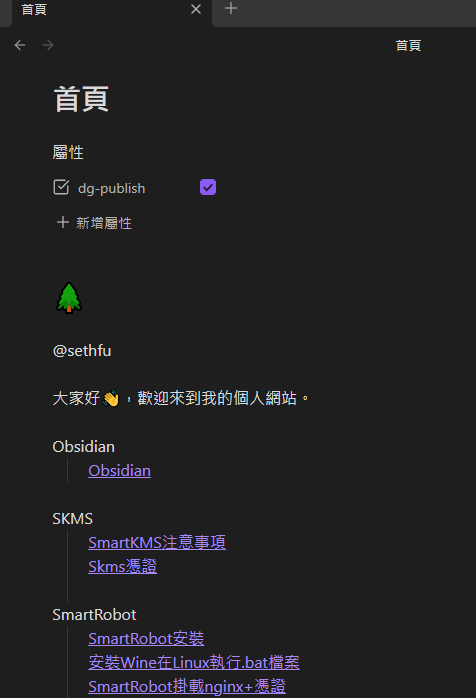 首頁
首頁
首頁
屬性
dg-publish
新增屬性
@sethfu
大家好👋，歡迎來到我的個人網站。
Obsidian
Obsidian
SKMS
SmartKMS注意事項
Skms憑證
SmartRobot
SmartRobot安裝
安裝Wine在Linux執行.bat檔案
SmartRobot掛載nginx+憑證